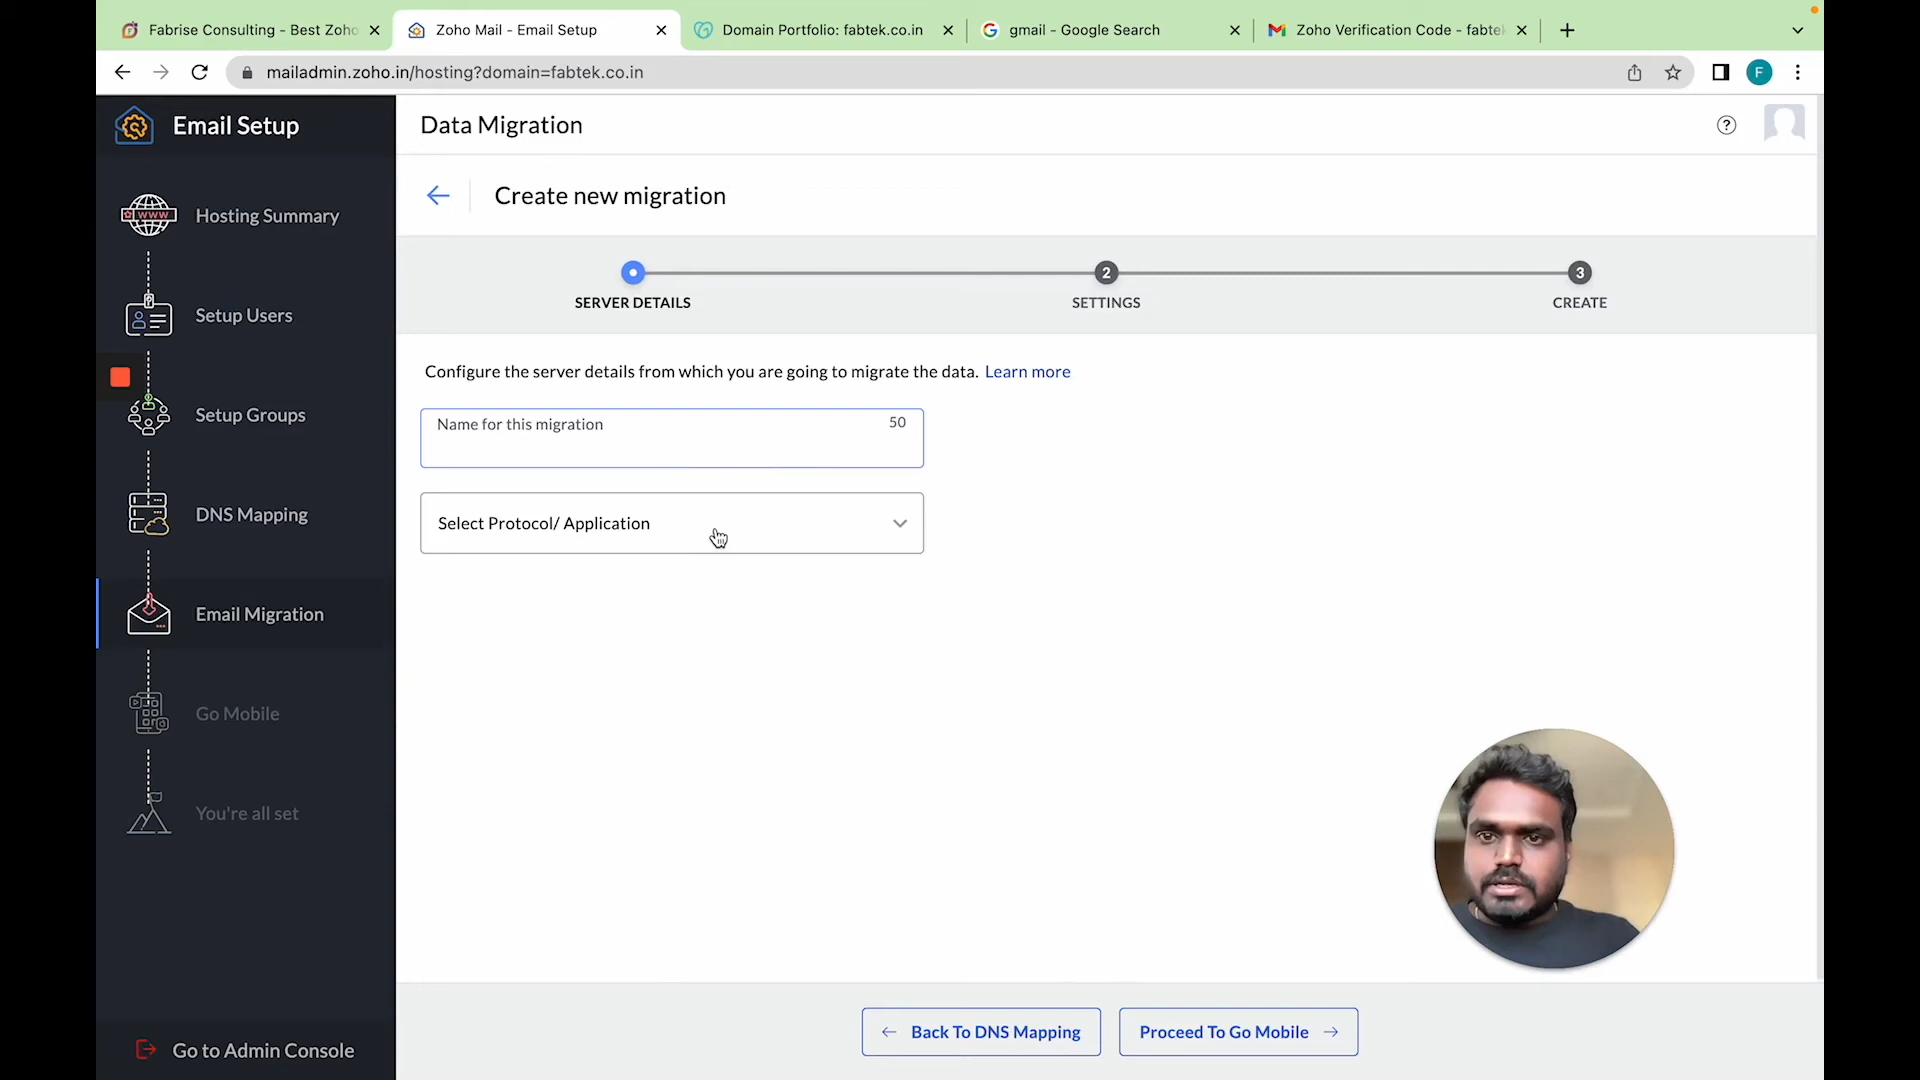 Fabrise Consulting - Best Zoho
Zoho Mail - Email Setup
Domain Portfolio: fabtek.co.in
gmail - Google Search
Zoho Verification Code - fabtek
mailadmin.zoho.in/hosting?domain=fabtek.co.in
F
Email Setup
Data Migration
?
WWW
Hosting Summary
Create new migration
2
3
SERVER DETAILS
SETTINGS
CREATE
Setup Users
Configure the server details from which you are going to migrate the data. Learn more
Name for this migration
50
Setup Groups
Select Protocol/ Application
DNS Mapping
Email Migration
Go Mobile
You're all set
Back To DNS Mapping
Proceed To Go Mobile
Go to Admin Console